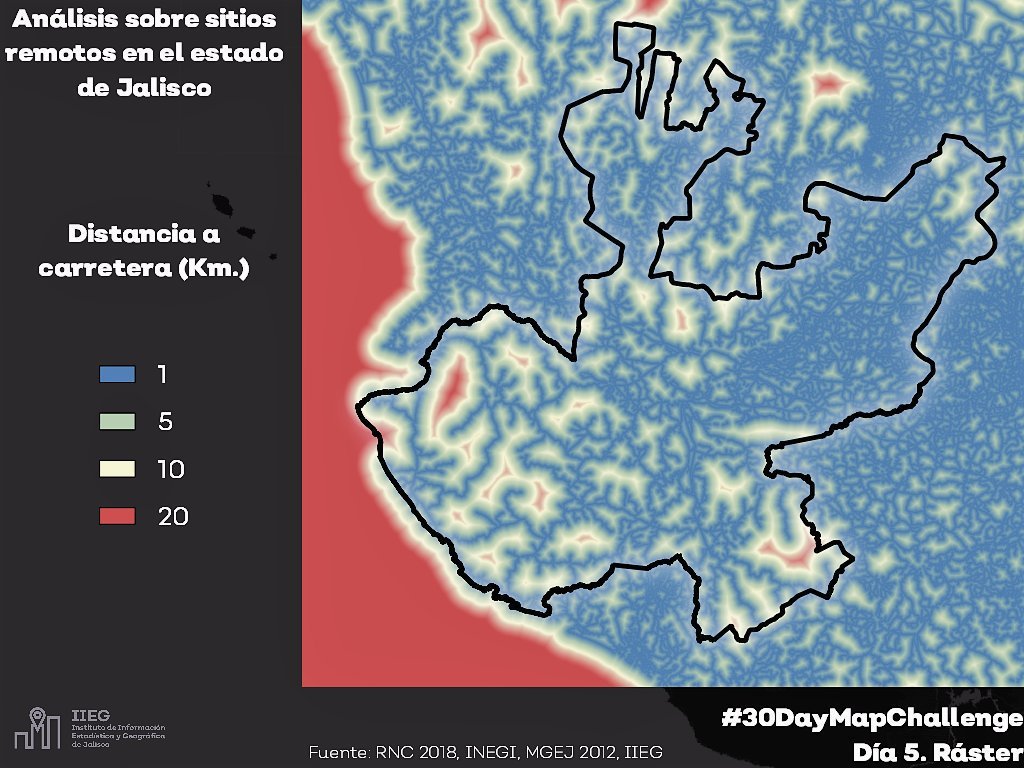 Análisis sobre sitios
remotos en el estado
de Jalisco
Distancia a
carretera (Km.)
1
5
10
20
IIEG
Instituto de Información
Estadística y Geográfica
de Jalisco
Fuente: RNC 2018, INEGI, MGEJ 2012, IIEG
#30DayMapChallenge
Día 5. Ráster